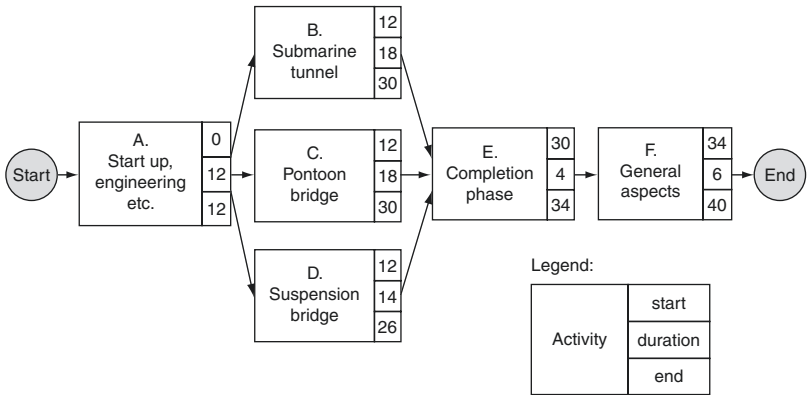 Start
A.
Start up,
engineering
etc.
0
12
12
B.
Submarine
tunnel
12
18
30
C.
Pontoon
bridge
12
18
30
D.
Suspension
bridge
12
14
26
E.
Completion
phase
30
4
34
F.
General
aspects
34
6
40
End
Legend:
Activity
start
duration
end